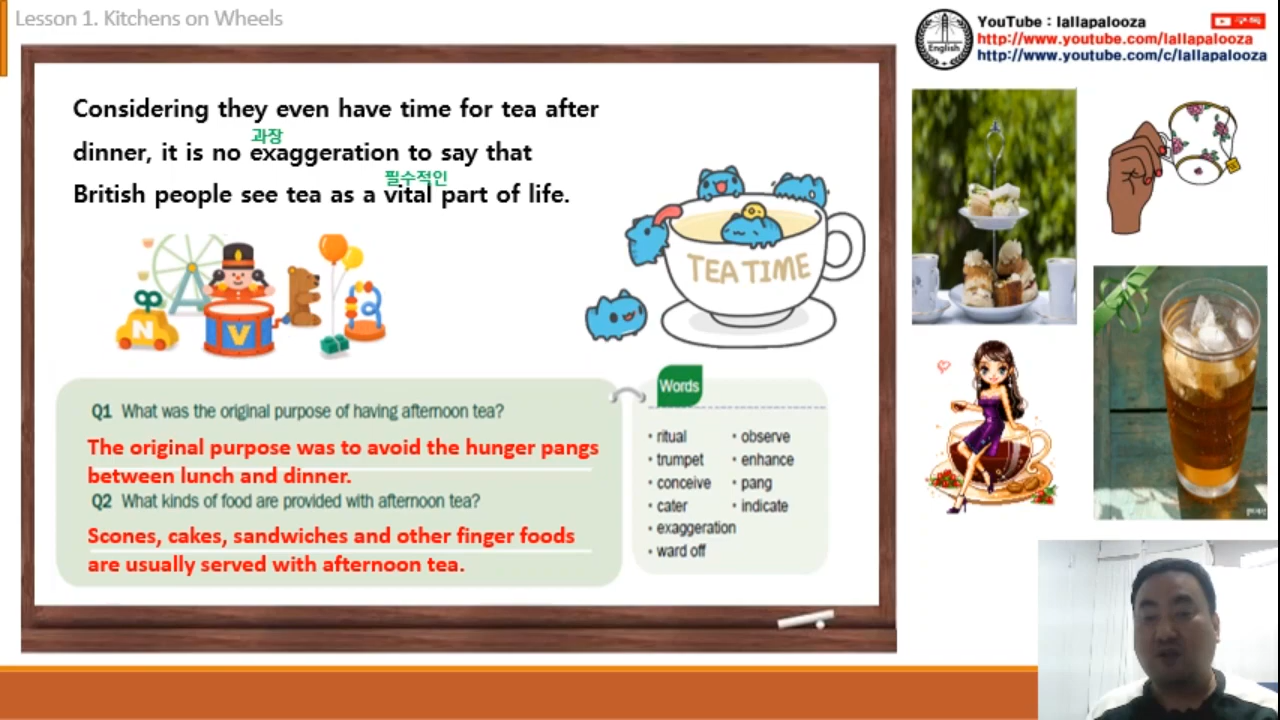 Lesson 1. Kitchens on Wheels
YouTube : lallapalooza
구독
http://www.youtube.com/lallapalooza
http://www.youtube.com/c/lallapalooza
English
Considering they even have time for tea after
과장
dinner, it is no exaggeration to say that
필수적인
British people see tea as a vital part of life.
TEA TIME
N
V
Q1 What was the original purpose of having afternoon tea?
The original purpose was to avoid the hunger pangs
between lunch and dinner.
Q2 What kinds of food are provided with afternoon tea?
Scones, cakes, sandwiches and other finger foods
are usually served with afternoon tea.
Words
• ritual
• trumpet
• conceive
• cater
• exaggeration
• ward off
• observe
• enhance
• pang
• indicate